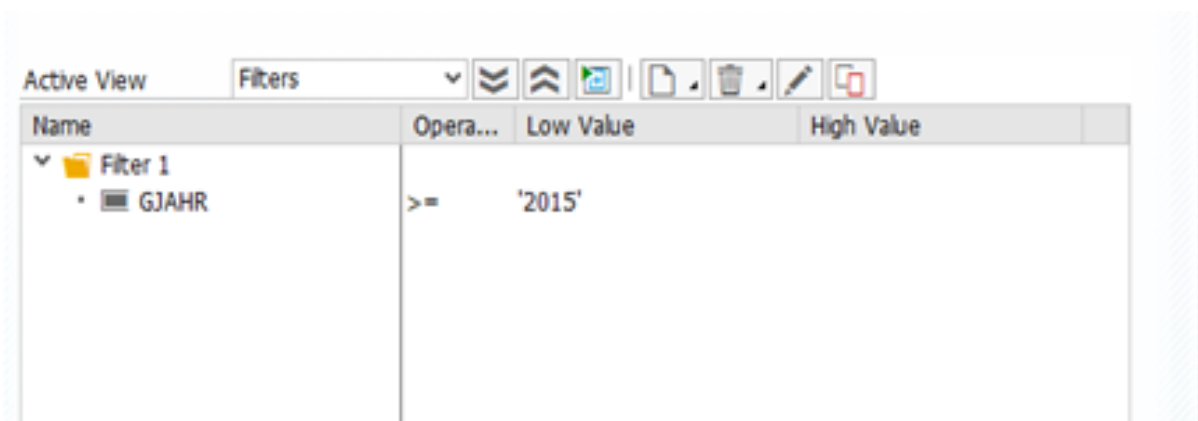 Active View Filters
Name Opera... Low Value High Value
Filter 1
GJAHR >= '2015'